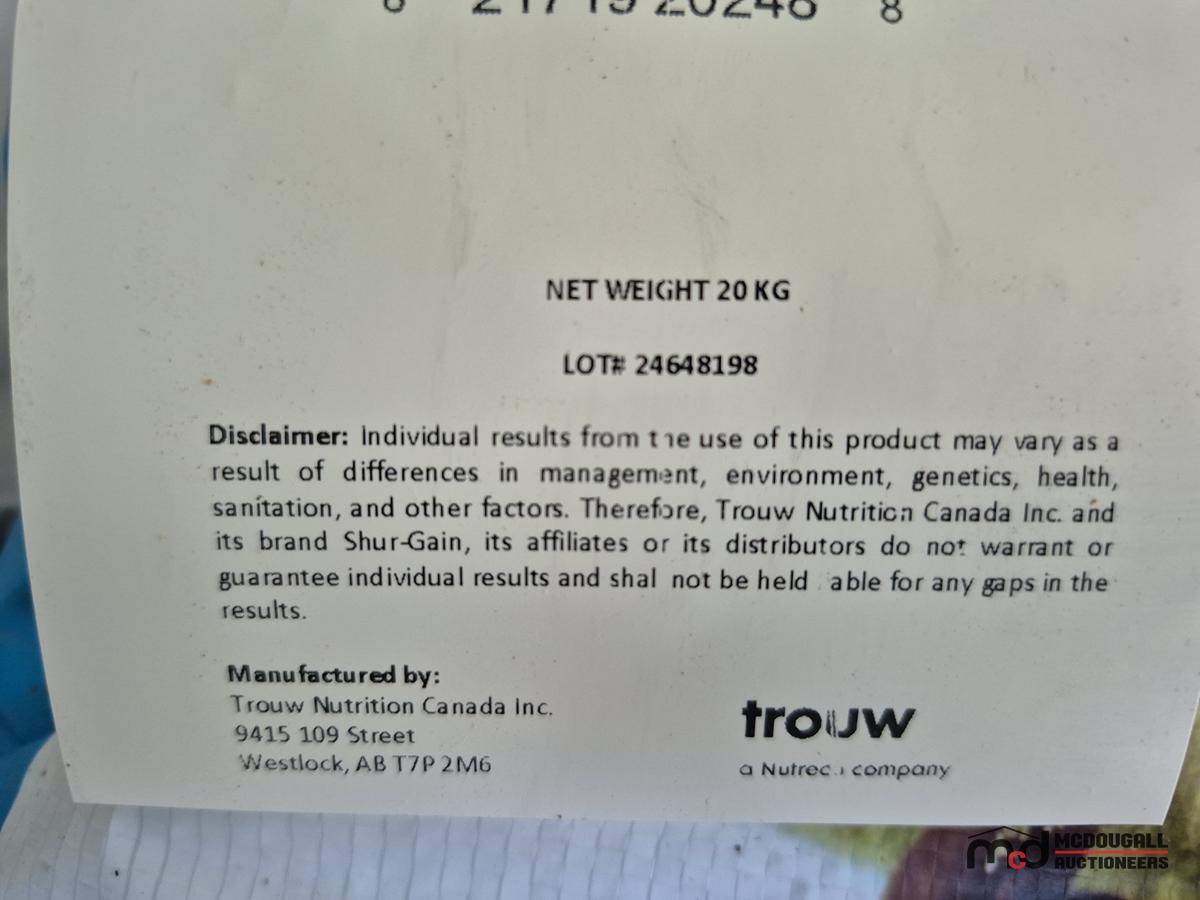 NET WEIGHT 20 KG
LOT# 24648198
Disclaimer: Individual results from the use of this product may vary as a
result of differences in management, environment, genetics, health,
sanitation, and other factors. Therefore, Trouw Nutrition Canada Inc. and
its brand Shur-Gain, its affiliates or its distributors do not warrant or
guarantee individual results and shal not be held able for any gaps in the
results.
Manufactured by:
Trouw Nutrition Canada Inc.
9415 109 Street
Westlock, AB T7P 2M6
trouw
a Nutreco company
mcd MCDOUGALL
AUCTIONEERS